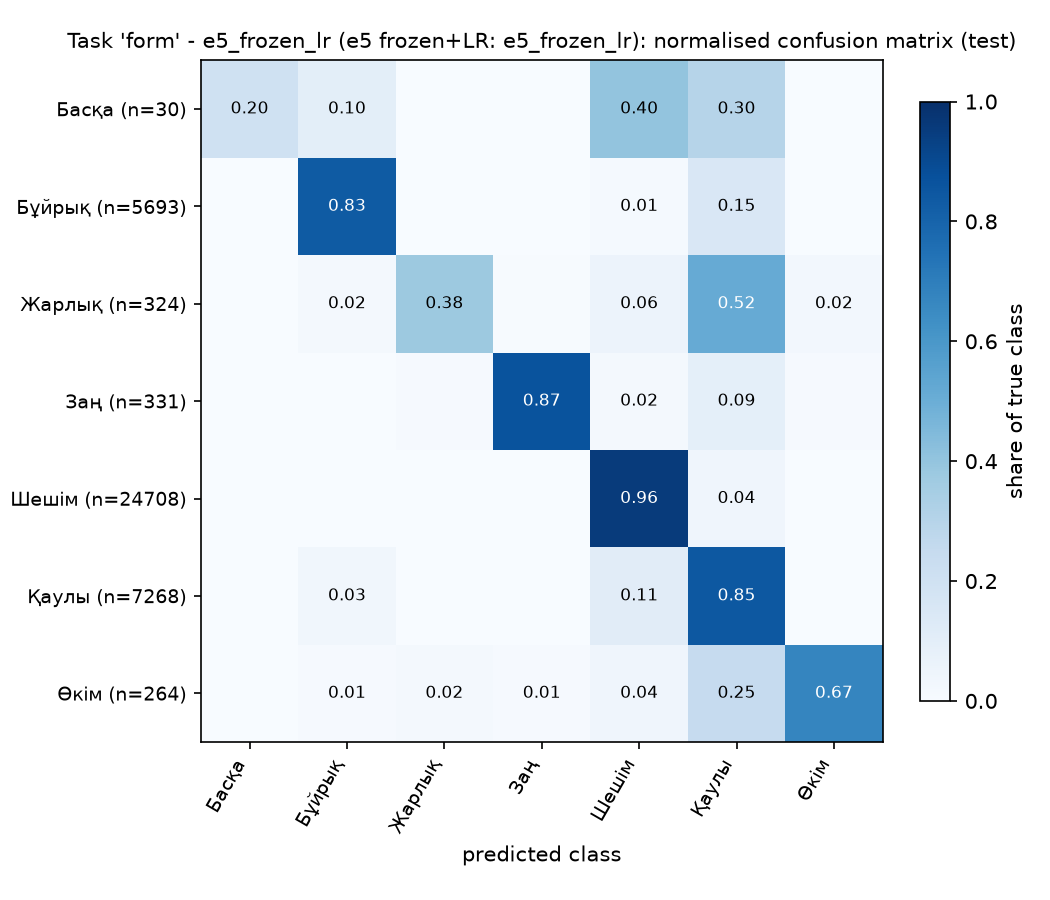 Task 'form' - e5_frozen_lr (e5 frozen+LR: e5_frozen_lr): normalised confusion matrix (test)
Басқа (n=30) 0.20 0.10 0.40 0.30
Бұйрық (n=5693) 0.83 0.01 0.15
Жарлық (n=324) 0.02 0.38 0.06 0.52 0.02
Заң (n=331) 0.87 0.02 0.09
Шешім (n=24708) 0.96 0.04
Қаулы (n=7268) 0.03 0.11 0.85
Өкім (n=264) 0.01 0.02 0.01 0.04 0.25 0.67
Басқа Бұйрық Жарлық Заң Шешім Қаулы Өкім
predicted class
1.0
0.8
0.6
0.4
0.2
0.0
share of true class